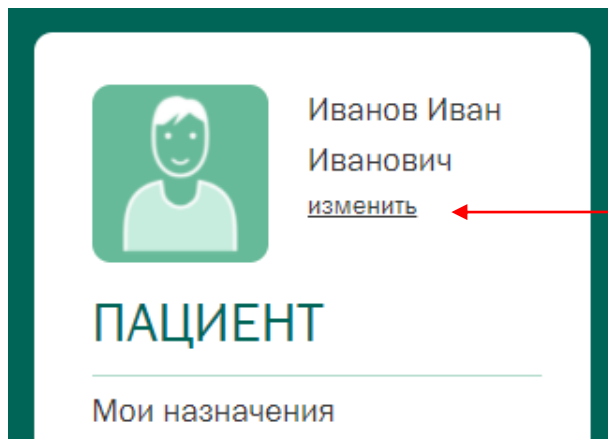 Иванов Иван
Иванович
изменить
ПАЦИЕНТ
Мои назначения